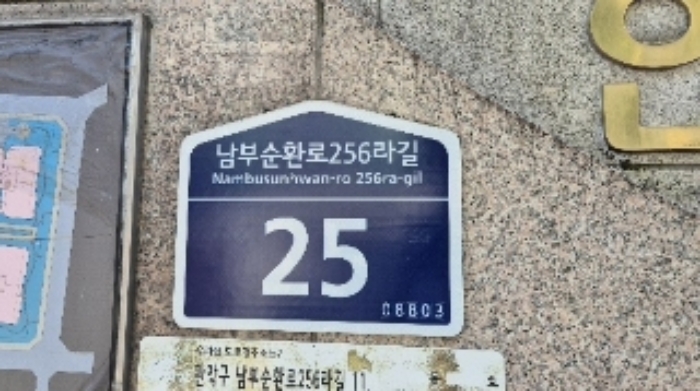 남부순환로256라길
Nambusunhwan-ro 256ra-gil
25
08803
관악구 남부순환로256라길 11
호